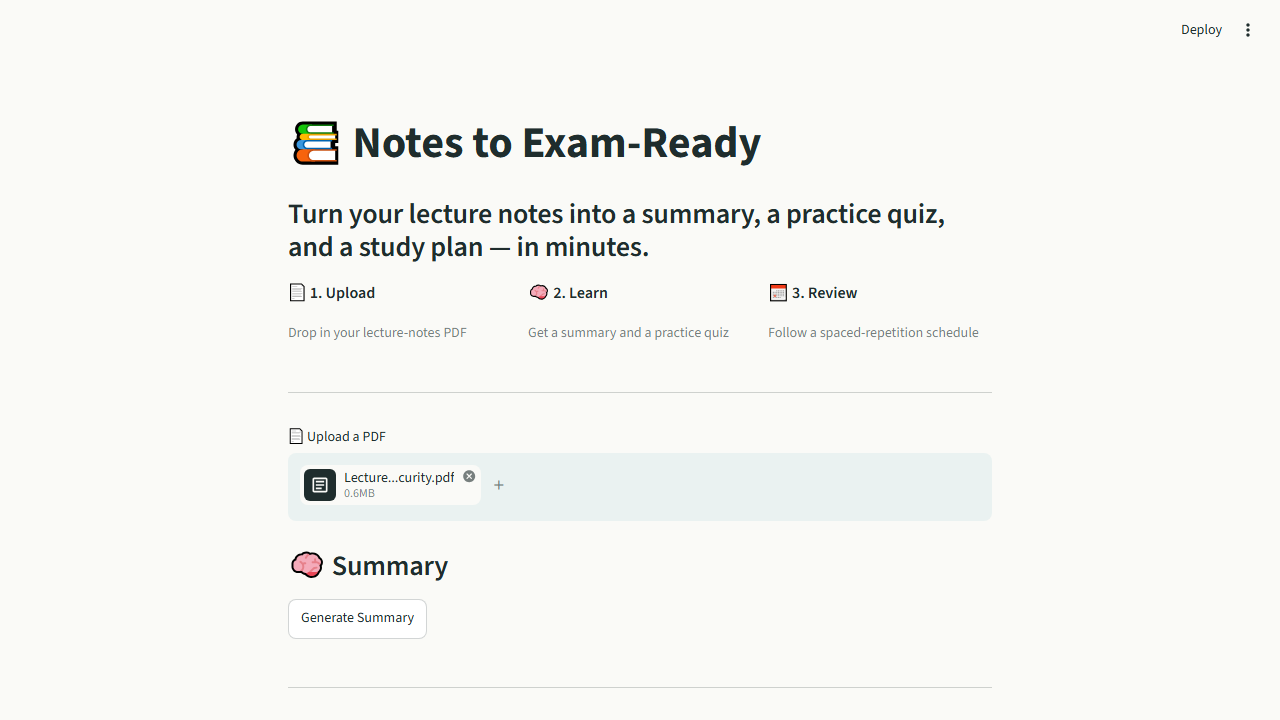 Deploy
Notes to Exam-Ready
Turn your lecture notes into a summary, a practice quiz,
and a study plan — in minutes.
1. Upload
2. Learn
3. Review
Drop in your lecture-notes PDF
Get a summary and a practice quiz
Follow a spaced-repetition schedule
Upload a PDF
Lecture...curity.pdf
0.6MB
Summary
Generate Summary